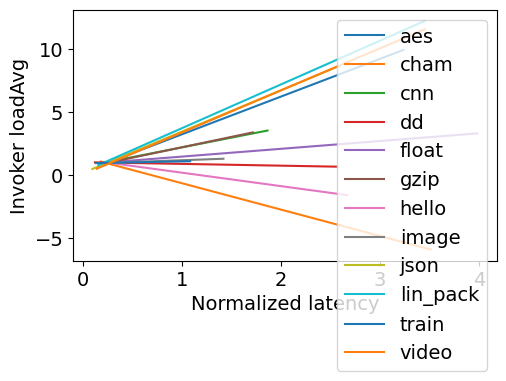 10
5
0
−5
Invoker loadAvg
0
1
2
3
4
Normalized latency
aes
cham
cnn
dd
float
gzip
hello
image
json
lin_pack
train
video